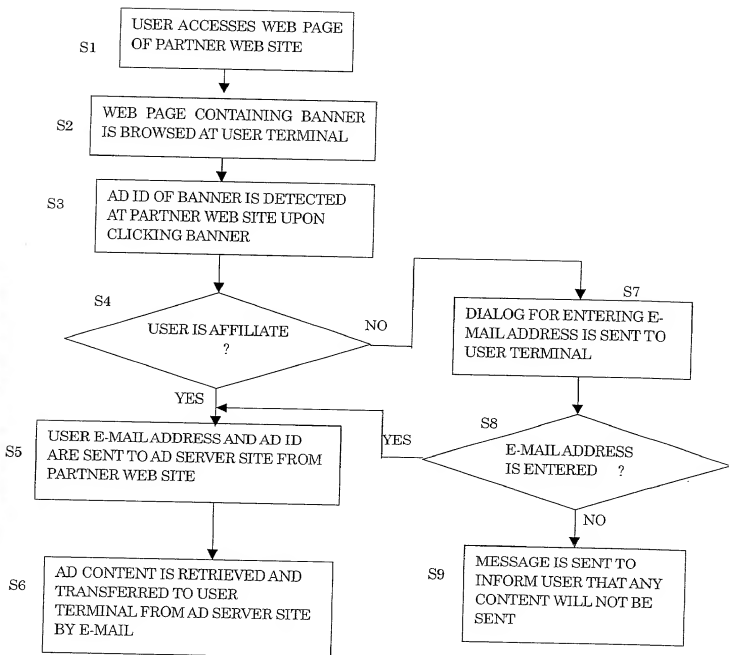 S1
USER ACCESSES WEB PAGE
OF PARTNER WEB SITE
S2
WEB PAGE CONTAINING BANNER
IS BROWSED AT USER TERMINAL
S3
AD ID OF BANNER IS DETECTED
AT PARTNER WEB SITE UPON
CLICKING BANNER
S4
USER IS AFFILIATE
?
NO
YES
S7
DIALOG FOR ENTERING E-
MAIL ADDRESS IS SENT TO
USER TERMINAL
S8
E-MAIL ADDRESS
IS ENTERED ?
YES
NO
S5
USER E-MAIL ADDRESS AND AD ID
ARE SENT TO AD SERVER SITE FROM
PARTNER WEB SITE
S6
AD CONTENT IS RETRIEVED AND
TRANSFERRED TO USER
TERMINAL FROM AD SERVER SITE
BY E-MAIL
S9
MESSAGE IS SENT TO
INFORM USER THAT ANY
CONTENT WILL NOT BE
SENT